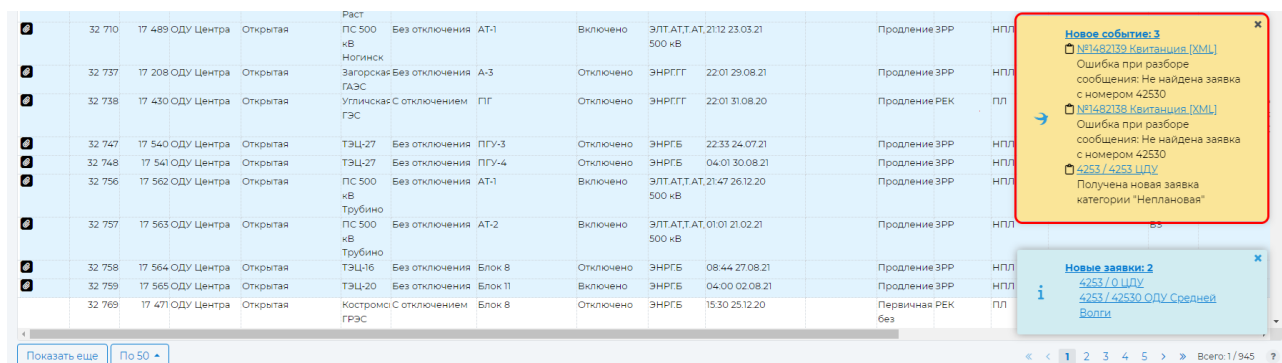 Раст
32 710 17 489 ОДУ Центра Открытая ПС 500 Без отключения АТ-1 Включено ЭЛТ.АТ,Т.АТ, 21:12 23.03.21 Продление ЗРР НПЛ
кВ 500 кВ
Ногинск
32 737 17 208 ОДУ Центра Открытая Загорская Без отключения А-3 Отключено ЭНРГ.ГГ 22:01 29.08.21 Продление ЗРР НПЛ
ГАЭС
32 738 17 430 ОДУ Центра Открытая Угличская С отключением ГГ Отключено ЭНРГ.ГГ 22:01 31.08.20 Продление РЕК ПЛ
ГЭС
32 747 17 540 ОДУ Центра Открытая ТЭЦ-27 Без отключения ПГУ-3 Отключено ЭНРГ.Б 22:33 24.07.21 Продление ЗРР НПЛ
32 748 17 541 ОДУ Центра Открытая ТЭЦ-27 Без отключения ПГУ-4 Отключено ЭНРГ.Б 04:01 30.08.21 Продление ЗРР НПЛ
32 756 17 562 ОДУ Центра Открытая ПС 500 Без отключения АТ-1 Включено ЭЛТ.АТ,Т.АТ, 21:47 26.12.20 Продление ЗРР НПЛ
кВ 500 кВ
Трубино
32 757 17 563 ОДУ Центра Открытая ПС 500 Без отключения АТ-2 Включено ЭЛТ.АТ,Т.АТ, 01:01 21.02.21 Продление ЗРР НПЛ ВЭ
кВ 500 кВ
Трубино
32 758 17 564 ОДУ Центра Открытая ТЭЦ-16 Без отключения Блок 8 Отключено ЭНРГ.Б 08:44 27.08.21 Продление ЗРР НПЛ
32 759 17 565 ОДУ Центра Открытая ТЭЦ-20 Без отключения Блок 11 Включено ЭНРГ.Б 04:00 02.08.21 Продление ЗРР НПЛ
32 769 17 471 ОДУ Центра Открытая Костромс С отключением Блок 8 Отключено ЭНРГ.Б 15:30 25.12.20 Первичная РЕК ПЛ
ГРЭС без
Новое событие: 3
№1482139 Квитанция [XML]
Ошибка при разборе
сообщения: Не найдена заявка
с номером 42530
№1482138 Квитанция [XML]
Ошибка при разборе
сообщения: Не найдена заявка
с номером 42530
4253 / 4253 ЦДУ
Получена новая заявка
категории "Неплановая"
Новые заявки: 2
4253 / 0 ЦДУ
4253 / 42530 ОДУ Средней
Волги
Показать еще По 50 « < 1 2 3 4 5 > » Всего: 1 / 945 ?